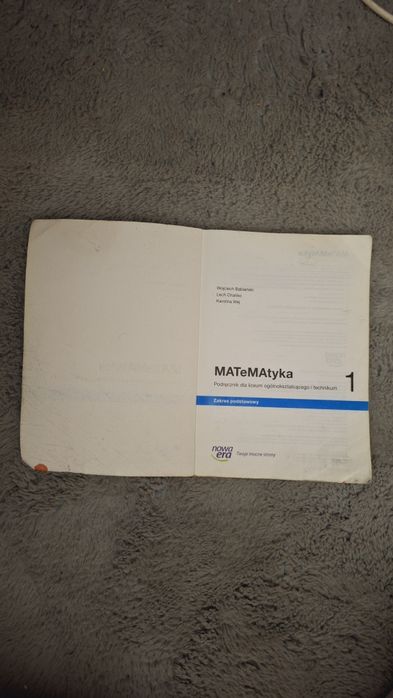 Wojciech Babiański
Lech Chańko
Karolina Wej
MATeMAtyka 1
Podręcznik dla liceum ogólnokształcącego i technikum
Zakres podstawowy
nowa
era
Twoje mocne strony